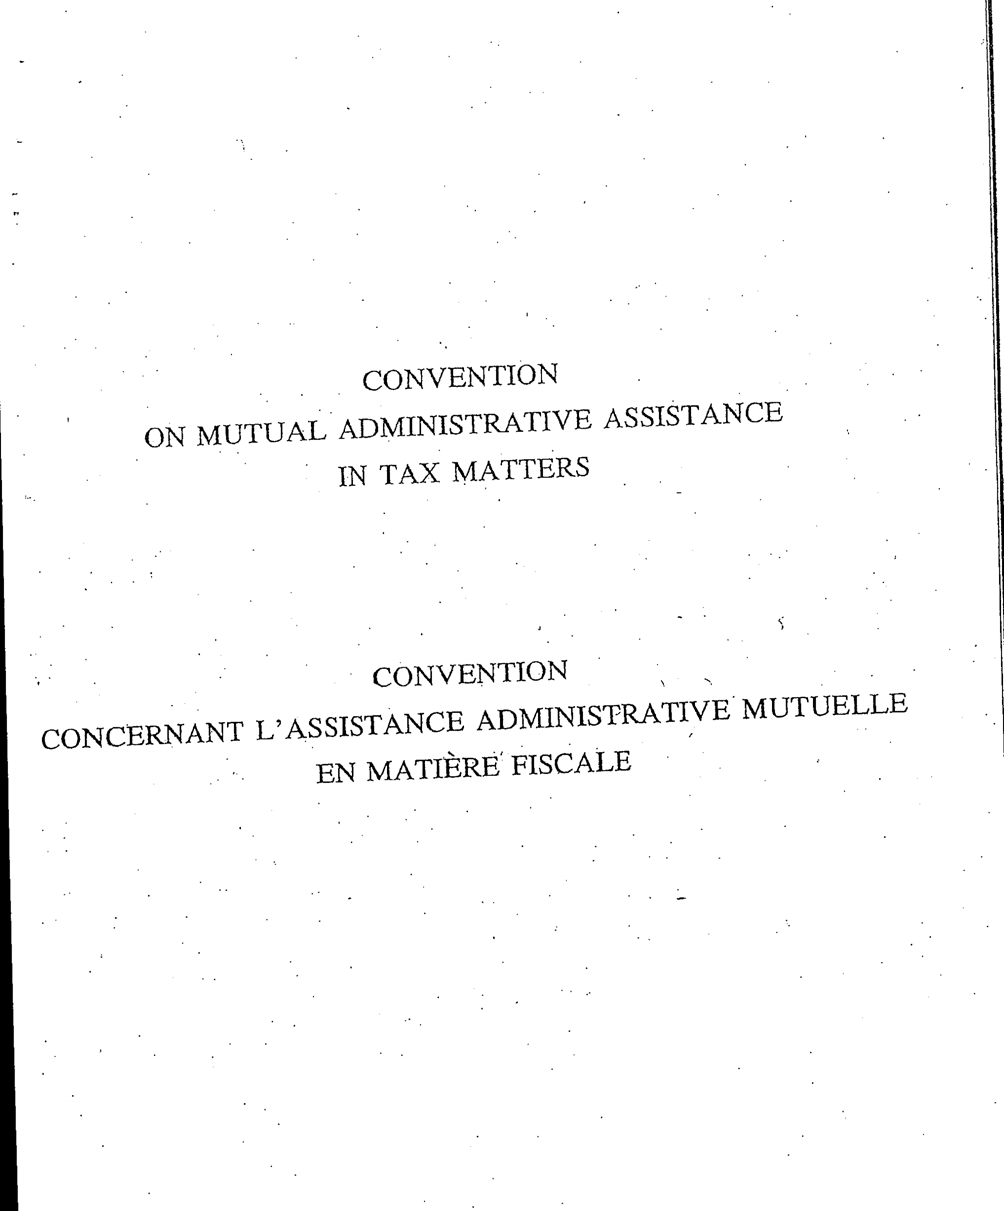 CONVENTION
ON MUTUAL ADMINISTRATIVE ASSISTANCE
IN TAX MATTERS
CONVENTION
CONCERNANT L'ASSISTANCE ADMINISTRATIVE MUTUELLE
EN MATIÈRE FISCALE